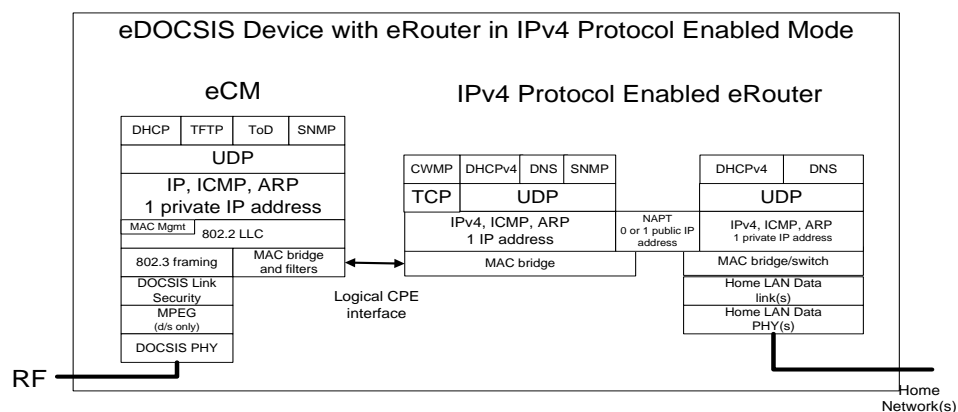 eDOCSIS Device with eRouter in IPv4 Protocol Enabled Mode
eCM
DHCP
TFTP
ToD
SNMP
UDP
IP, ICMP, ARP
1 private IP address
MAC Mgmt
802.2 LLC
802.3 framing
MAC bridge
and filters
DOCSIS Link
Security
MPEG
(d/s only)
DOCSIS PHY
RF
Logical CPE
interface
IPv4 Protocol Enabled eRouter
CWMP
DHCPv4
DNS
SNMP
TCP
UDP
IPv4, ICMP, ARP
1 IP address
MAC bridge
NAPT
0 or 1 public IP
address
DHCPv4
DNS
UDP
IPv4, ICMP, ARP
1 private IP address
MAC bridge/switch
Home LAN Data
link(s)
Home LAN Data
PHY(s)
Home
Network(s)